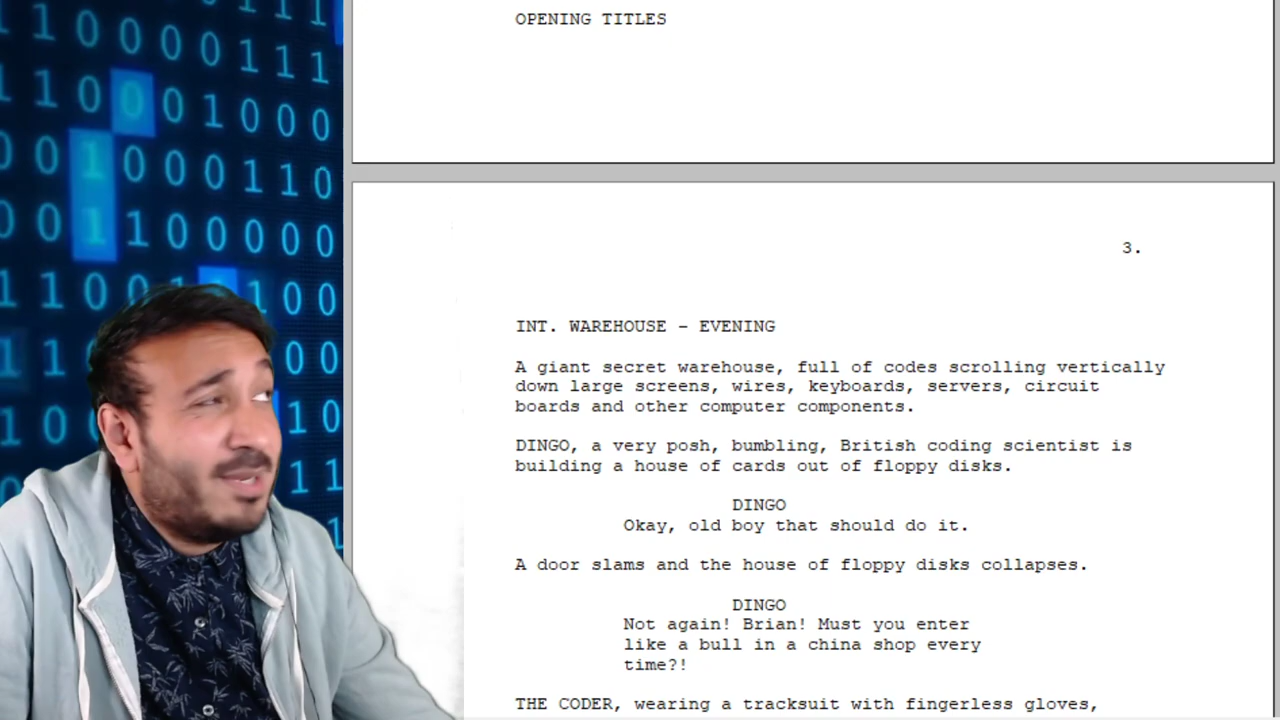 OPENING TITLES
3.
INT. WAREHOUSE - EVENING
A giant secret warehouse, full of codes scrolling vertically
down large screens, wires, keyboards, servers, circuit
boards and other computer components.
DINGO, a very posh, bumbling, British coding scientist is
building a house of cards out of floppy disks.
DINGO
Okay, old boy that should do it.
A door slams and the house of floppy disks collapses.
DINGO
Not again! Brian! Must you enter
like a bull in a china shop every
time?!
THE CODER, wearing a tracksuit with fingerless gloves,